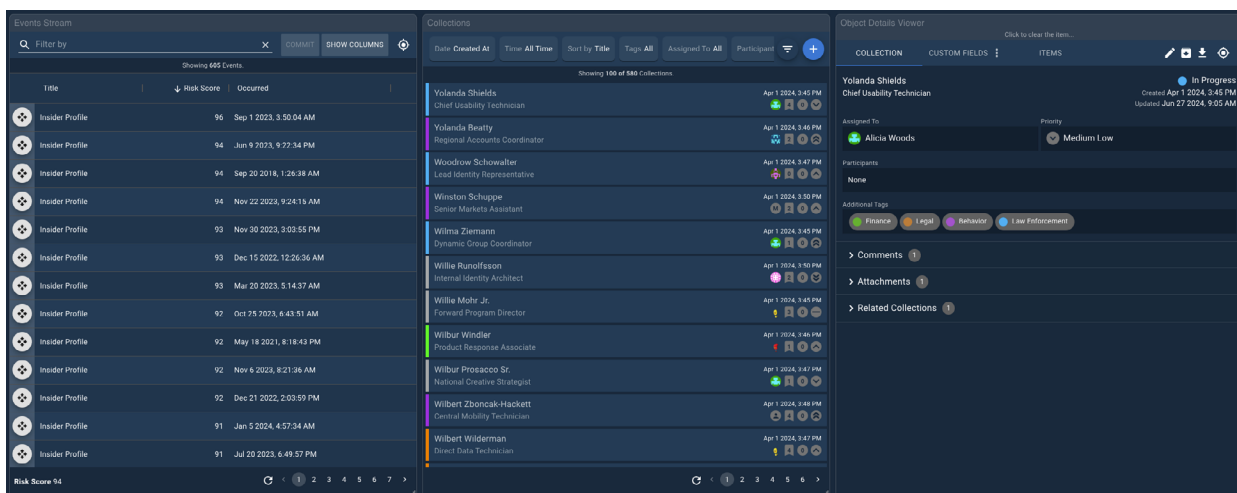 Events Stream
Filter by
COMMIT
SHOW COLUMNS
Showing 605 Events.
Title Risk Score Occurred
Insider Profile 96 Sep 1 2023, 3:50:04 AM
Insider Profile 94 Jun 9 2023, 9:22:34 PM
Insider Profile 94 Sep 20 2018, 1:26:38 AM
Insider Profile 94 Nov 22 2023, 9:24:15 AM
Insider Profile 93 Nov 30 2023, 3:03:55 PM
Insider Profile 93 Dec 15 2022, 12:26:36 AM
Insider Profile 93 Mar 20 2023, 5:14:37 AM
Insider Profile 92 Oct 25 2023, 6:43:51 AM
Insider Profile 92 May 18 2021, 8:18:43 PM
Insider Profile 92 Nov 6 2023, 8:21:36 AM
Insider Profile 92 Dec 21 2022, 2:03:59 PM
Insider Profile 91 Jan 5 2024, 4:57:34 AM
Insider Profile 91 Jul 20 2023, 6:49:57 PM
Risk Score 94
1 2 3 4 5 6 7
Collections
Date Created At Time All Time Sort by Title Tags All Assigned To All Participant
Showing 100 of 580 Collections.
Yolanda Shields Apr 1 2024, 3:45 PM
Chief Usability Technician 4 0
Yolanda Beatty Apr 1 2024, 3:46 PM
Regional Accounts Coordinator 0
Woodrow Schowalter Apr 1 2024, 3:47 PM
Lead Identity Representative 0
Winston Schuppe Apr 1 2024, 3:50 PM
Senior Markets Assistant M 2 0
Wilma Ziemann Apr 1 2024, 3:45 PM
Dynamic Group Coordinator 1 0
Willie Runolfsson Apr 1 2024, 3:50 PM
Internal Identity Architect 2 0
Willie Mohr Jr. Apr 1 2024, 3:45 PM
Forward Program Director 0
Wilbur Windler Apr 1 2024, 3:46 PM
Product Response Associate 1 0
Wilbur Prosacco Sr. Apr 1 2024, 3:47 PM
National Creative Strategist 1 0
Wilbert Zboncak-Hackett Apr 1 2024, 3:48 PM
Central Mobility Technician 4 0
Wilbert Wilderman Apr 1 2024, 3:47 PM
Direct Data Technician 4 0
1 2 3 4 5 6
Object Details Viewer
Click to clear the item...
COLLECTION CUSTOM FIELDS ITEMS
Yolanda Shields In Progress
Chief Usability Technician Created Apr 1 2024, 3:45 PM
Updated Jun 27 2024, 9:05 AM
Assigned To Priority
Alicia Woods Medium Low
Participants
None
Additional Tags
Finance Legal Behavior Law Enforcement
Comments 1
Attachments 1
Related Collections 1